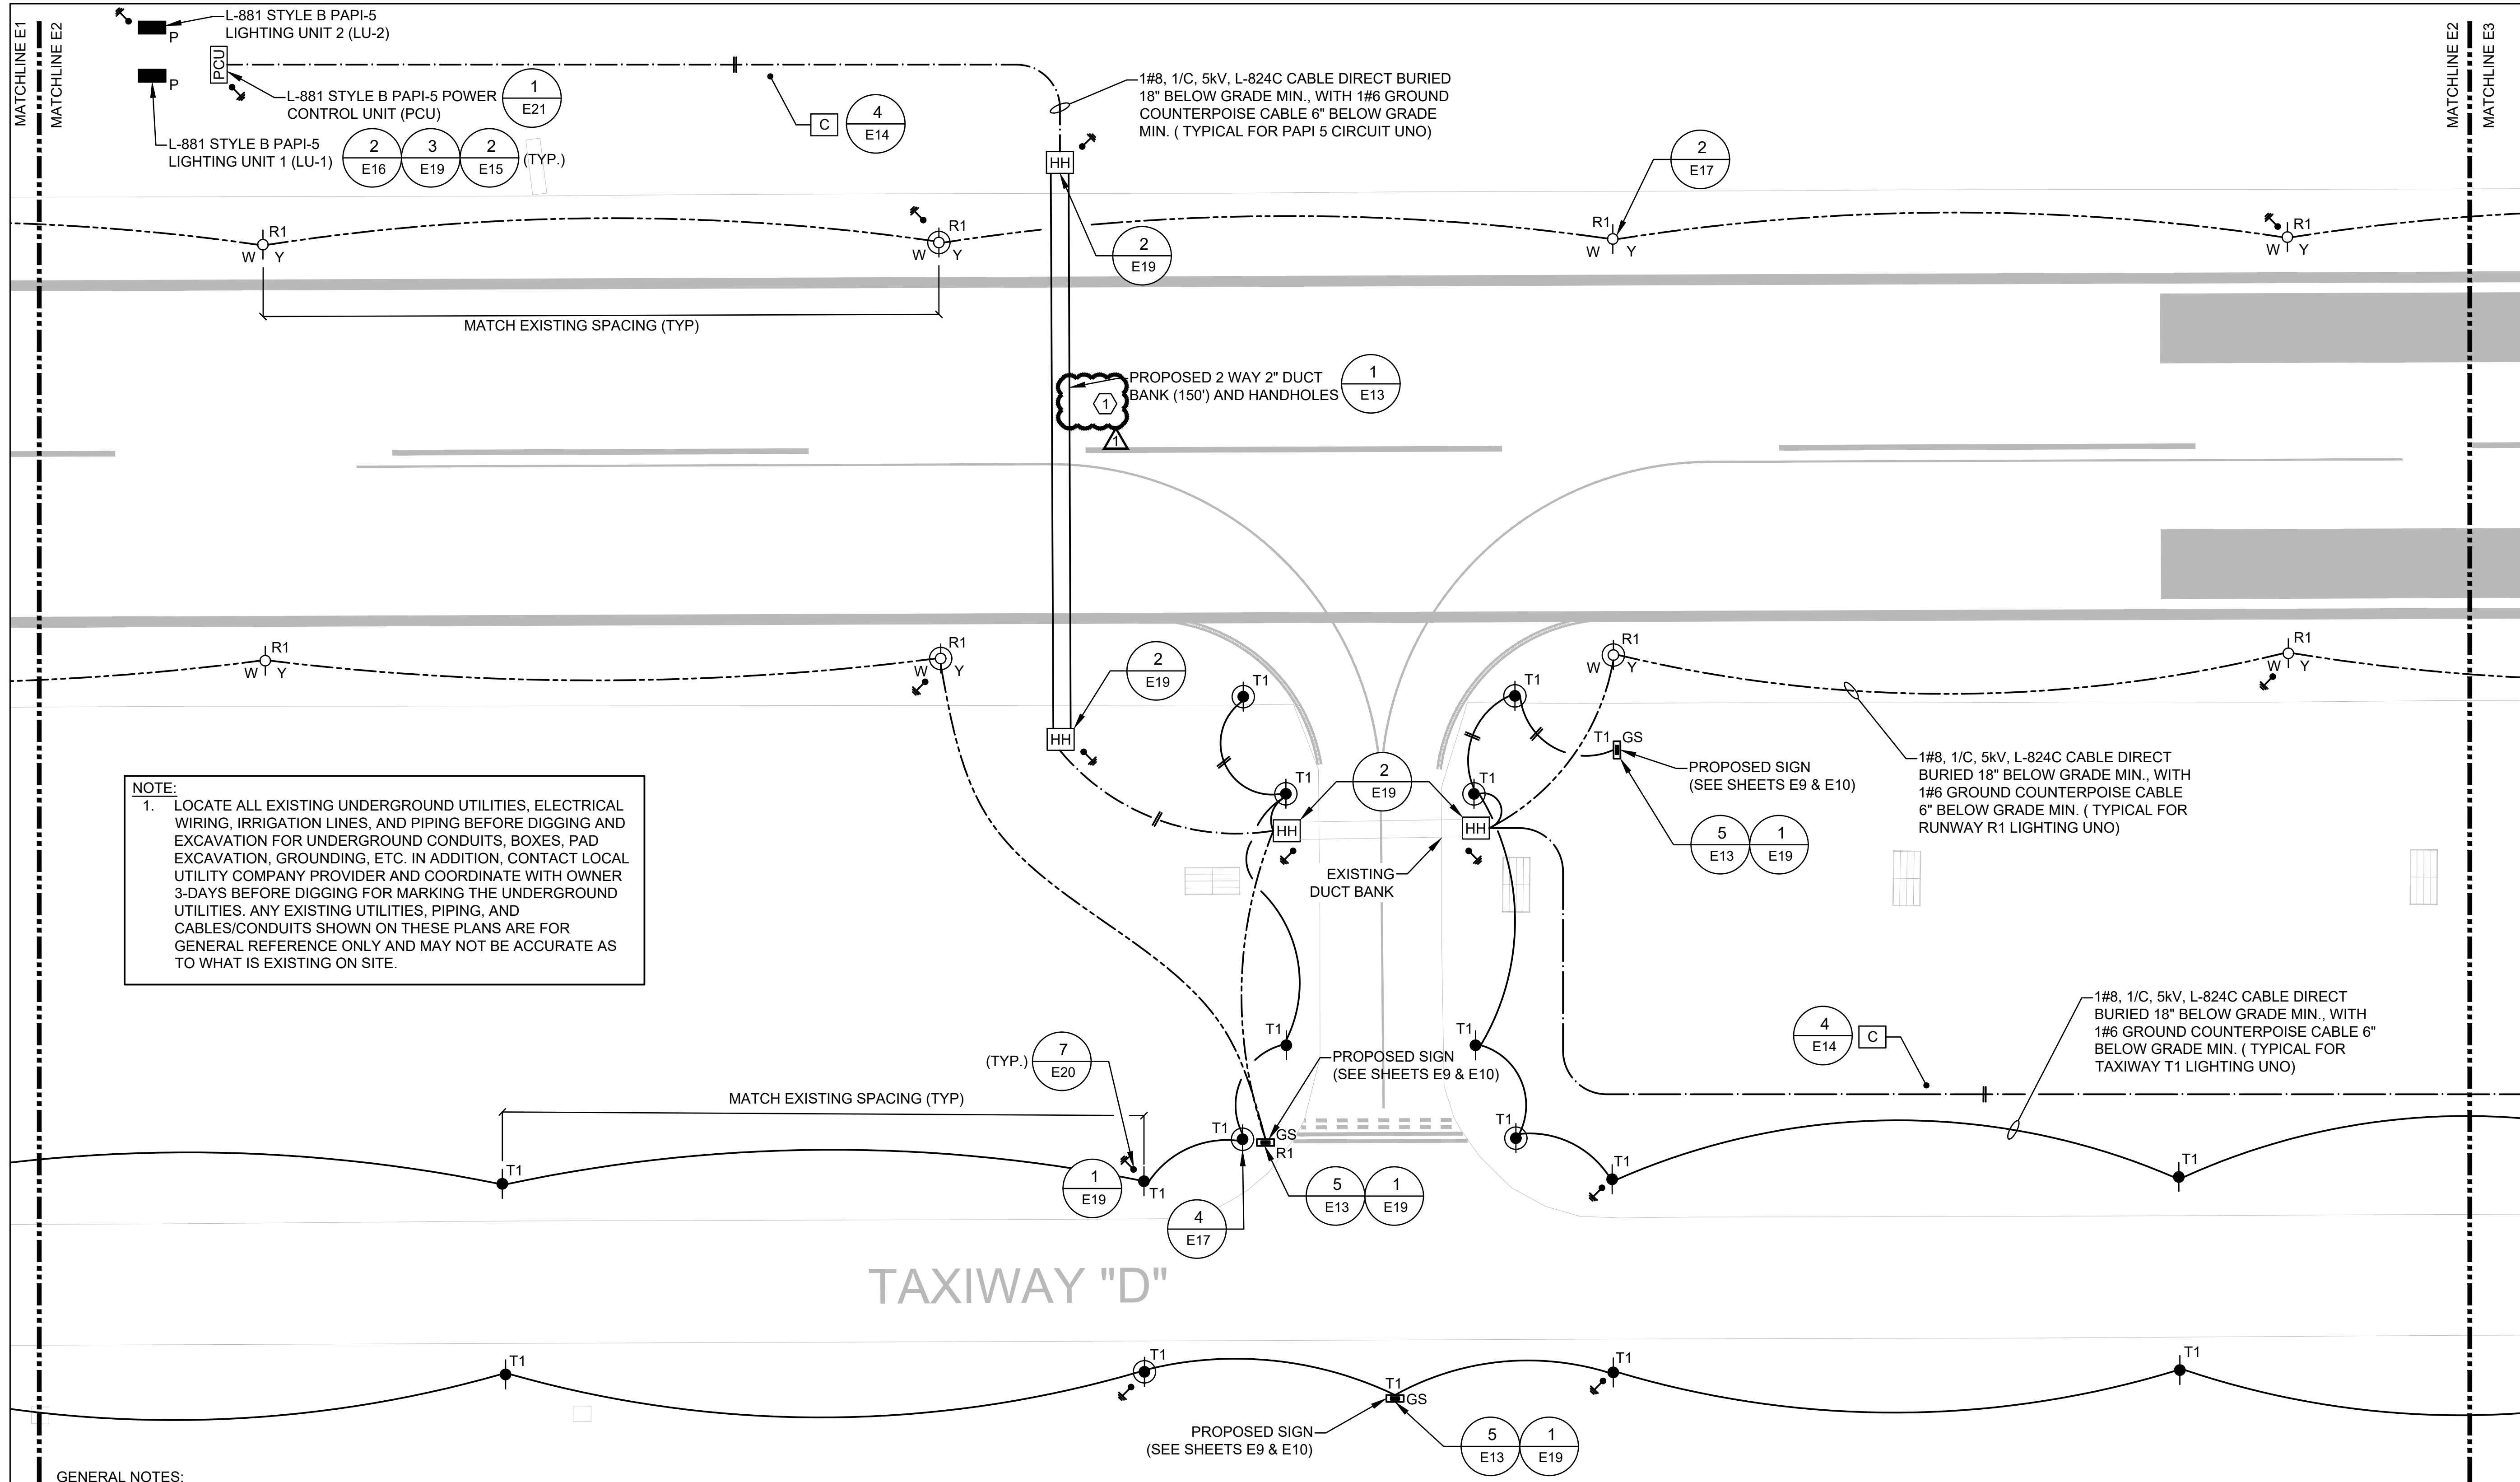 MATCHLINE E1
MATCHLINE E2
L-881 STYLE B PAPI-5
LIGHTING UNIT 2 (LU-2)
P
P
PCU
L-881 STYLE B PAPI-5 POWER
CONTROL UNIT (PCU)
1
E21
L-881 STYLE B PAPI-5
LIGHTING UNIT 1 (LU-1)
2
E16
3
E19
2
E15
(TYP.)
C
4
E14
1#8, 1/C, 5kV, L-824C CABLE DIRECT BURIED
18" BELOW GRADE MIN., WITH 1#6 GROUND
COUNTERPOISE CABLE 6" BELOW GRADE
MIN. ( TYPICAL FOR PAPI 5 CIRCUIT UNO)
HH
2
E17
MATCHLINE E2
MATCHLINE E3
R1
W Y
R1
W Y
2
E19
R1
W Y
R1
W Y
MATCH EXISTING SPACING (TYP)
PROPOSED 2 WAY 2" DUCT
BANK (150') AND HANDHOLES
1
E13
1
1
R1
W Y
R1
W Y
2
E19
R1
W Y
R1
W Y
T1
T1
HH
T1 GS
PROPOSED SIGN
(SEE SHEETS E9 & E10)
T1
T1
2
E19
HH
HH
5
E13
1
E19
1#8, 1/C, 5kV, L-824C CABLE DIRECT
BURIED 18" BELOW GRADE MIN., WITH
1#6 GROUND COUNTERPOISE CABLE
6" BELOW GRADE MIN. ( TYPICAL FOR
RUNWAY R1 LIGHTING UNO)
EXISTING
DUCT BANK
NOTE:
1. LOCATE ALL EXISTING UNDERGROUND UTILITIES, ELECTRICAL
WIRING, IRRIGATION LINES, AND PIPING BEFORE DIGGING AND
EXCAVATION FOR UNDERGROUND CONDUITS, BOXES, PAD
EXCAVATION, GROUNDING, ETC. IN ADDITION, CONTACT LOCAL
UTILITY COMPANY PROVIDER AND COORDINATE WITH OWNER
3-DAYS BEFORE DIGGING FOR MARKING THE UNDERGROUND
UTILITIES. ANY EXISTING UTILITIES, PIPING, AND
CABLES/CONDUITS SHOWN ON THESE PLANS ARE FOR
GENERAL REFERENCE ONLY AND MAY NOT BE ACCURATE AS
TO WHAT IS EXISTING ON SITE.
T1
T1
(TYP.)
7
E20
PROPOSED SIGN
(SEE SHEETS E9 & E10)
4
E14
C
1#8, 1/C, 5kV, L-824C CABLE DIRECT
BURIED 18" BELOW GRADE MIN., WITH
1#6 GROUND COUNTERPOISE CABLE 6"
BELOW GRADE MIN. ( TYPICAL FOR
TAXIWAY T1 LIGHTING UNO)
MATCH EXISTING SPACING (TYP)
T1
GS
R1
T1
T1
T1
T1
T1
1
E19
4
E17
5
E13
1
E19
TAXIWAY "D"
T1
T1
T1
T1
T1
GS
PROPOSED SIGN
(SEE SHEETS E9 & E10)
5
E13
1
E19
GENERAL NOTES: